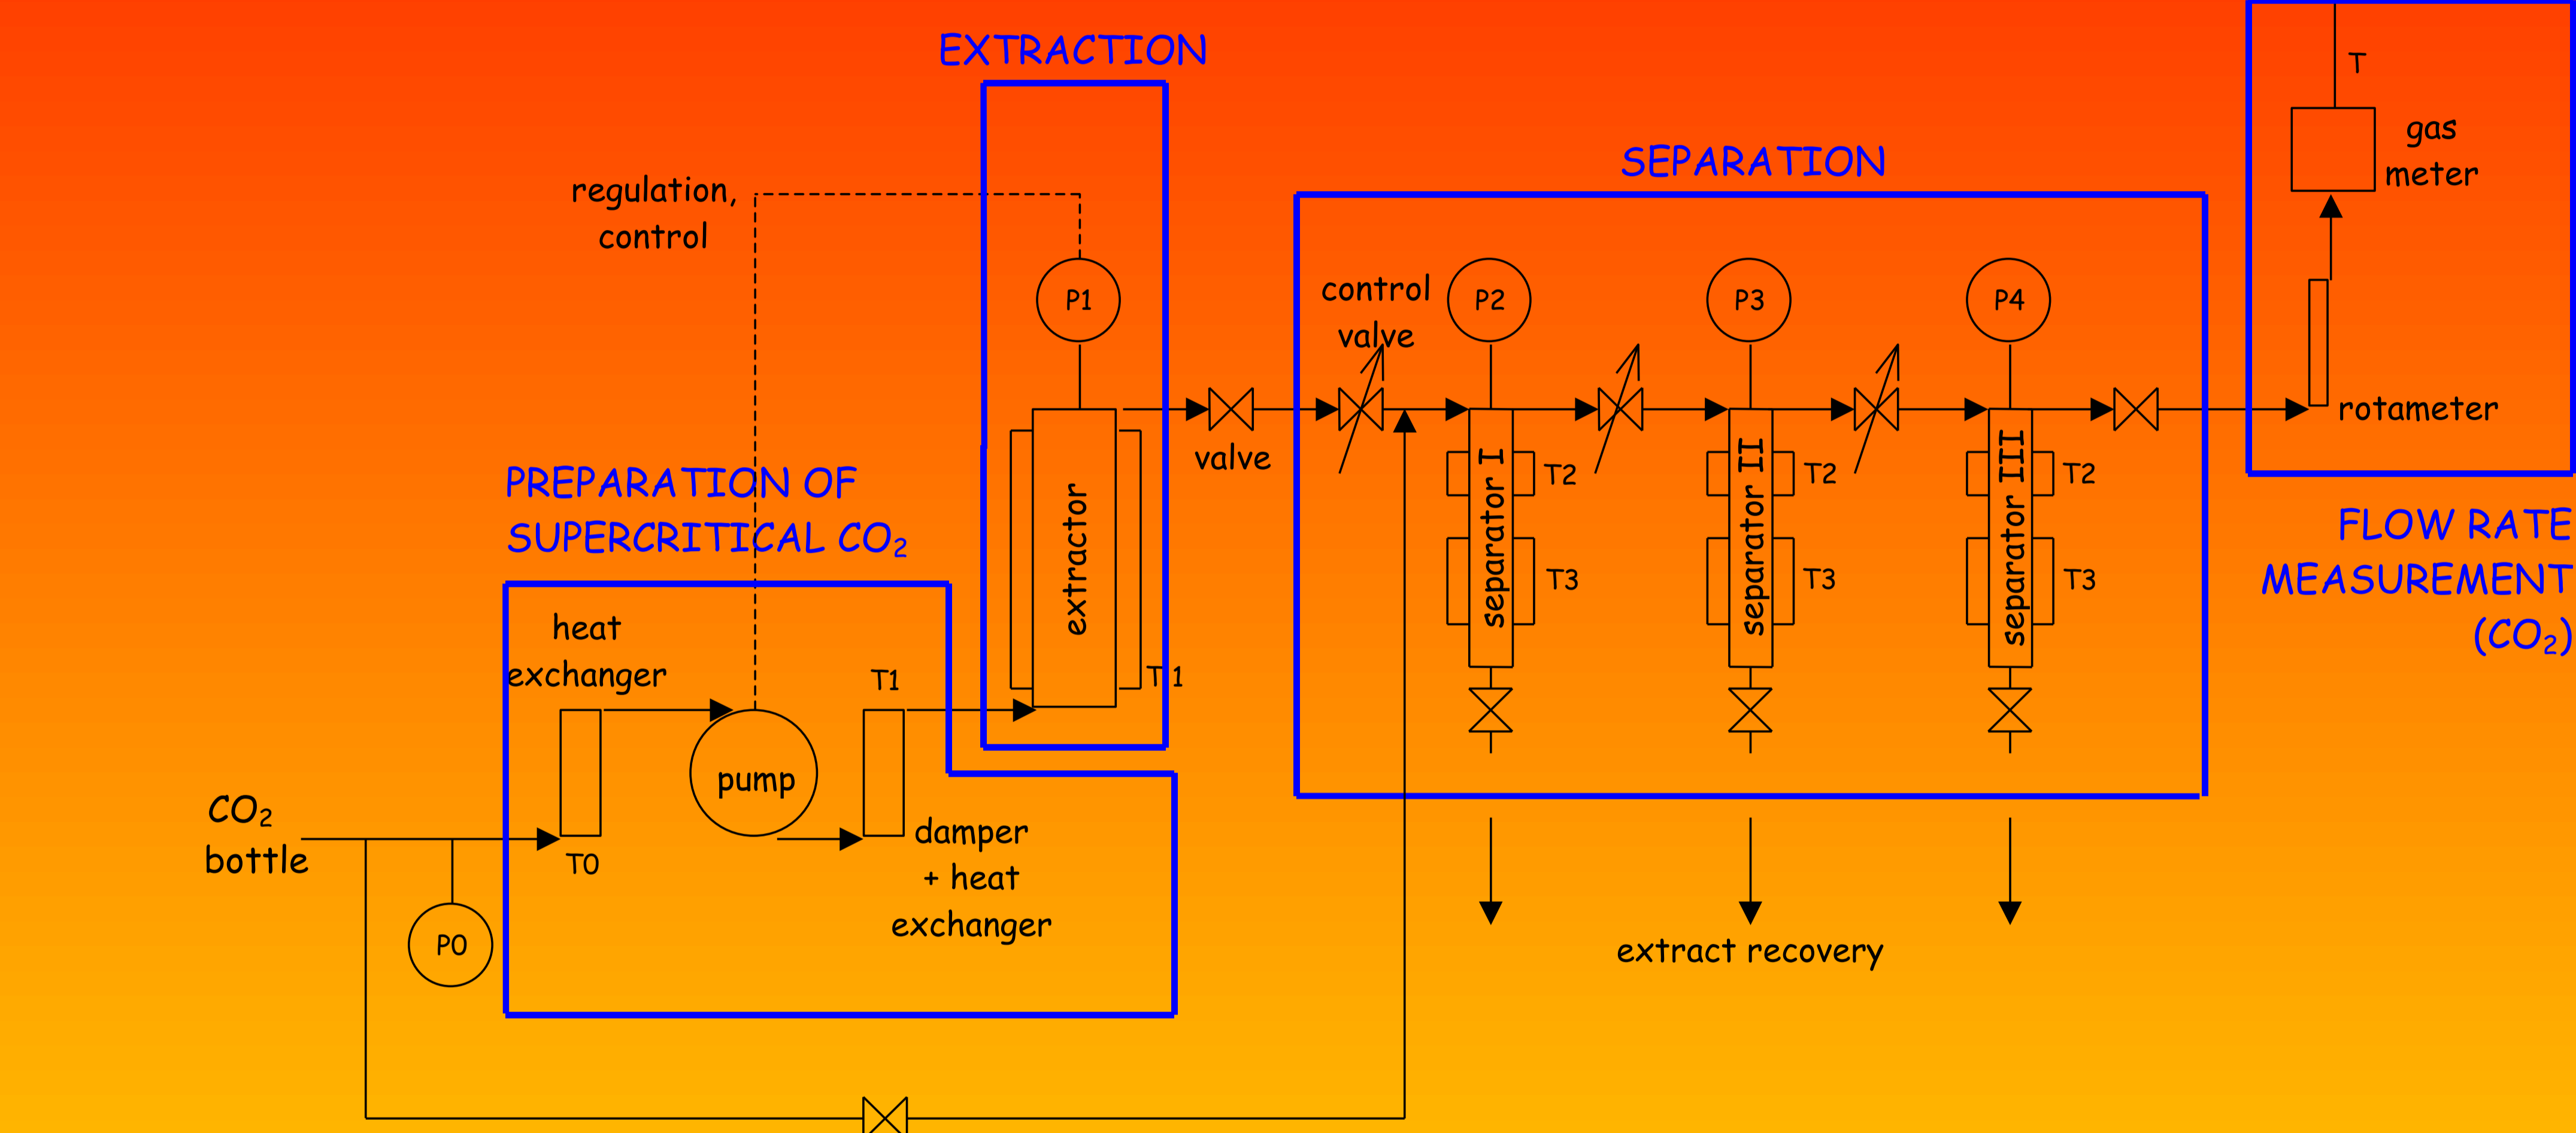 EXTRACTION
T
gas
meter
SEPARATION
regulation,
control
P1
control
valve
P2
P3
P4
rotameter
valve
PREPARATION OF
SUPERCRITICAL CO₂
extractor
separator I
T2
T3
separator II
T2
T3
separator III
T2
T3
FLOW RATE
MEASUREMENT
(CO₂)
heat
exchanger
T1
T1
pump
CO₂
bottle
T0
damper
+ heat
exchanger
P0
extract recovery